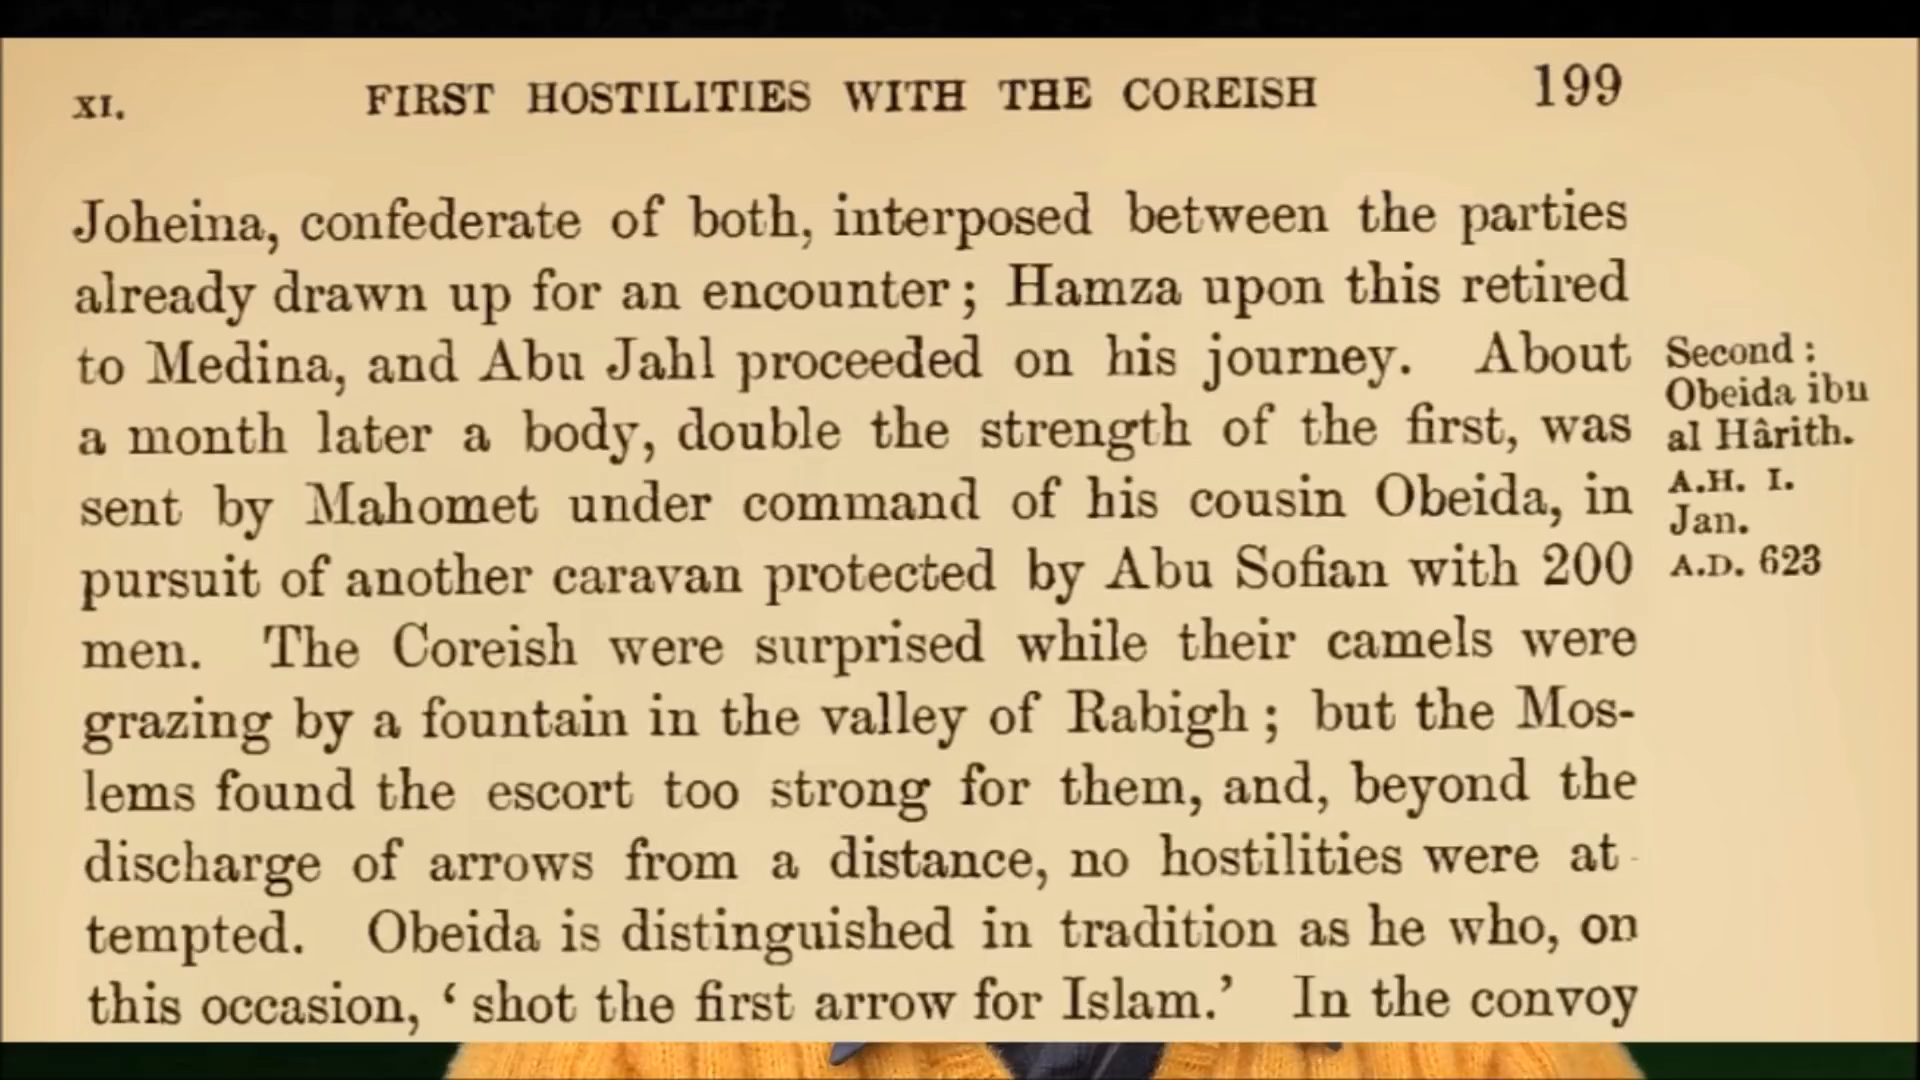 XI. FIRST HOSTILITIES WITH THE COREISH 199
Joheina, confederate of both, interposed between the parties
already drawn up for an encounter; Hamza upon this retired
to Medina, and Abu Jahl proceeded on his journey. About
a month later a body, double the strength of the first, was
sent by Mahomet under command of his cousin Obeida, in
pursuit of another caravan protected by Abu Sofian with 200
men. The Coreish were surprised while their camels were
grazing by a fountain in the valley of Rabigh; but the Mos-
lems found the escort too strong for them, and, beyond the
discharge of arrows from a distance, no hostilities were at-
tempted. Obeida is distinguished in tradition as he who, on
this occasion, ‘shot the first arrow for Islam.’ In the convoy
Second:
Obeida ibu
al Hârith.
A.H. I.
Jan.
A.D. 623